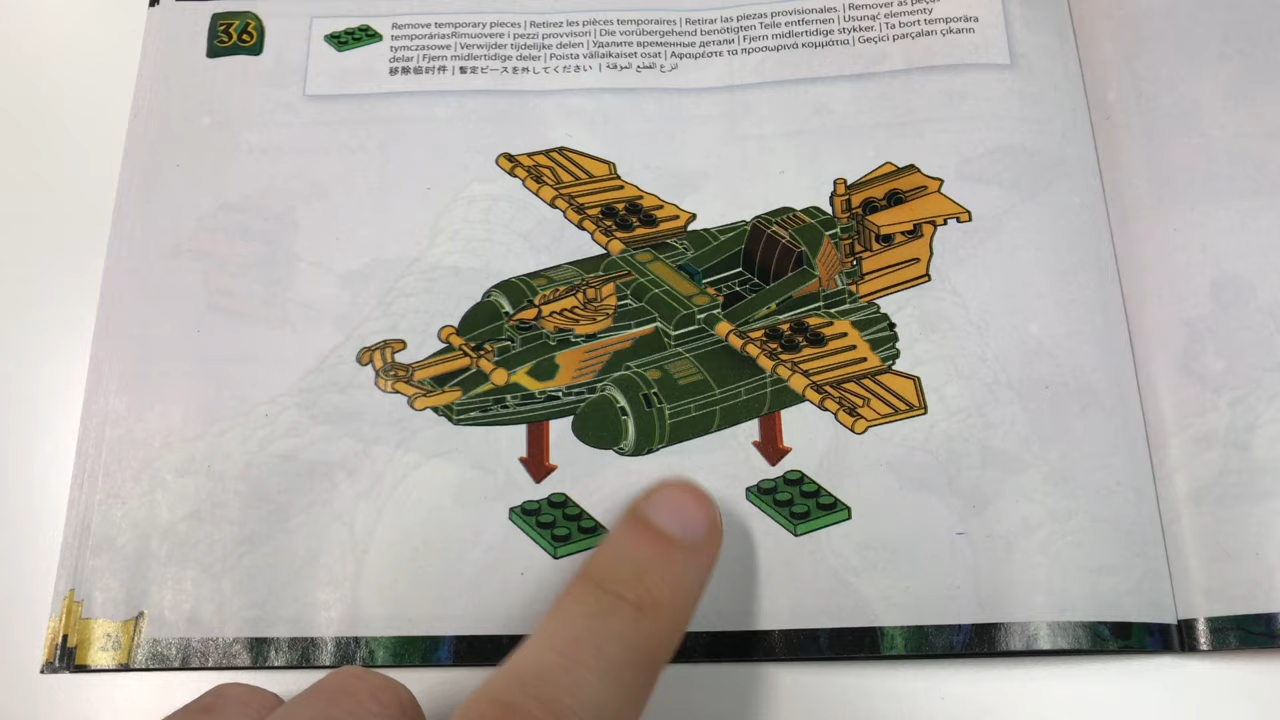 36
Remove temporary pieces | Retirez les pièces temporaires | Retirar las piezas provisionales. | Remover as
temporáriasRimuovere i pezzi provvisori | Die vorübergehend benötigten Teile entfernen | Usunąć elementy
tymczasowe | Verwijder tijdelijke delen | Удалите временные детали | Fjern midlertidige stykker. | Ta bort temporära
delar | Fjern midlertidige deler | Poista väliaikaiset osat | Αφαιρέστε τα προσωρινά κομμάτια | Geçici parçaları çıkarın
移除临时件 | 暂定ピースを外してください | انزع القطع المؤقتة